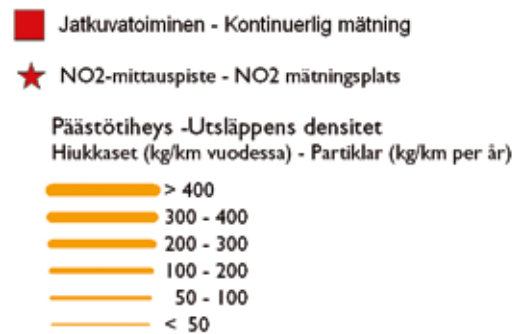 Jatkuvatoiminen - Kontinuerlig mätning
NO2-mittauspiste - NO2 mätningsplats
Päästötiheys -Utsläppens densitet
Hiukkaset (kg/km vuodessa) - Partiklar (kg/km per år)
> 400
300 - 400
200 - 300
100 - 200
50 - 100
< 50